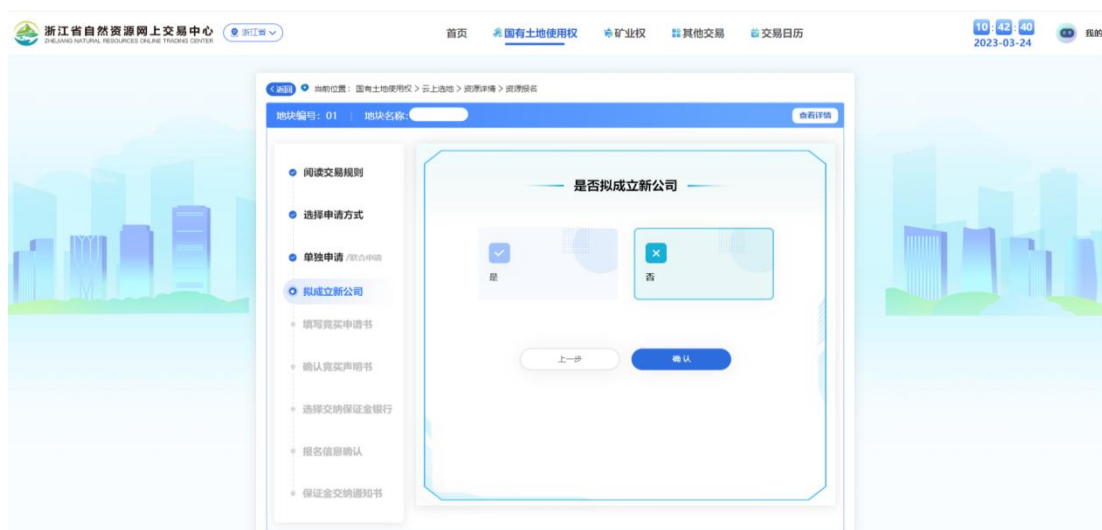 浙江省自然资源网上交易中心
ZHEJIANG NATURAL RESOURCES ONLINE TRADING CENTER
浙江省
首页 国有土地使用权 矿业权 其他交易 交易日历
10:42:40
2023-03-24
我的
返回 当前位置：国有土地使用权 > 云上选地 > 资源详情 > 资源报名
地块编号：01 | 地块名称:
查看详情
阅读交易规则
选择申请方式
单独申请 /联合申请
拟成立新公司
填写竞买申请书
确认竞买声明书
选择交纳保证金银行
报名信息确认
保证金交纳通知书
是否拟成立新公司
是
否
上一步
确认